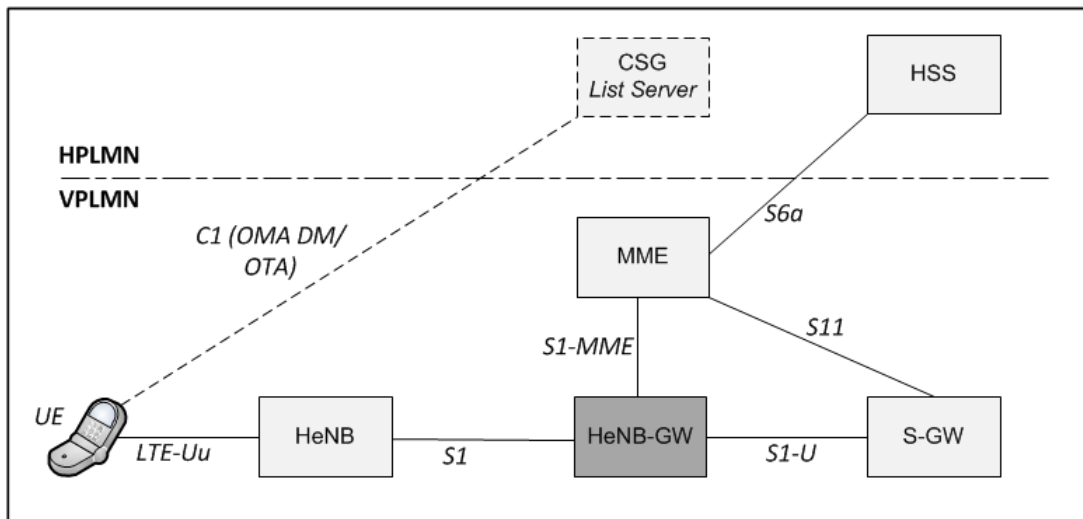 CSG
List Server
HSS
HPLMN
VPLMN
S6a
C1 (OMA DM/
OTA)
MME
S11
S1-MME
UE
HeNB
HeNB-GW
S-GW
LTE-Uu
S1
S1-U